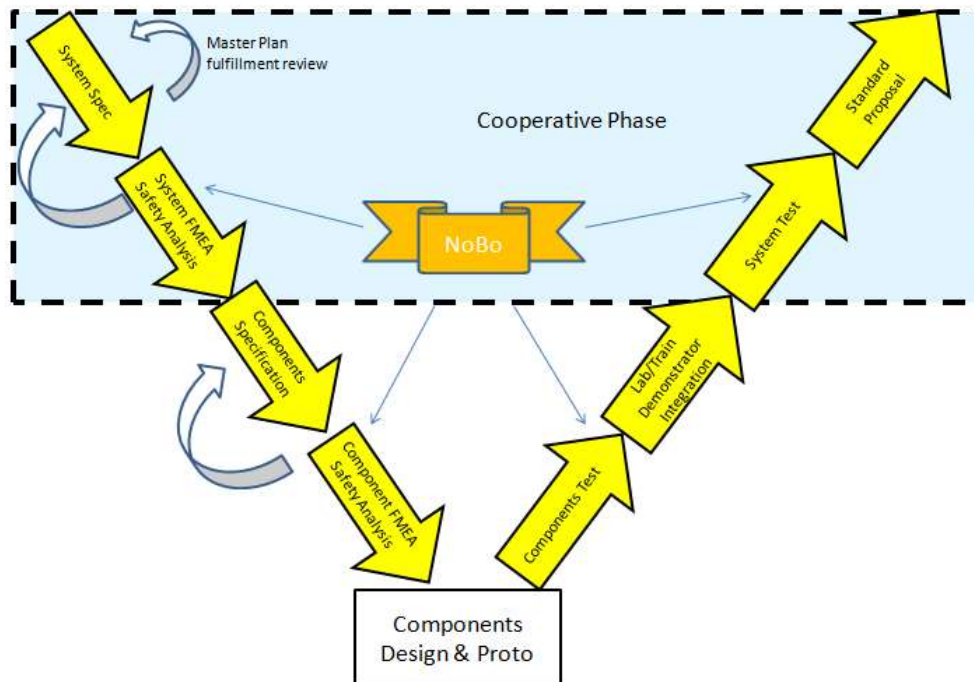 Master Plan
fulfillment review
System Spec
Cooperative Phase
System FMEA
Safety Analysis
NoBo
Components
Specification
Component FMEA
Safety Analysis
Components
Design & Proto
Components Test
Lab/Train
Demonstrator
Integration
System Test
Standard
Proposal